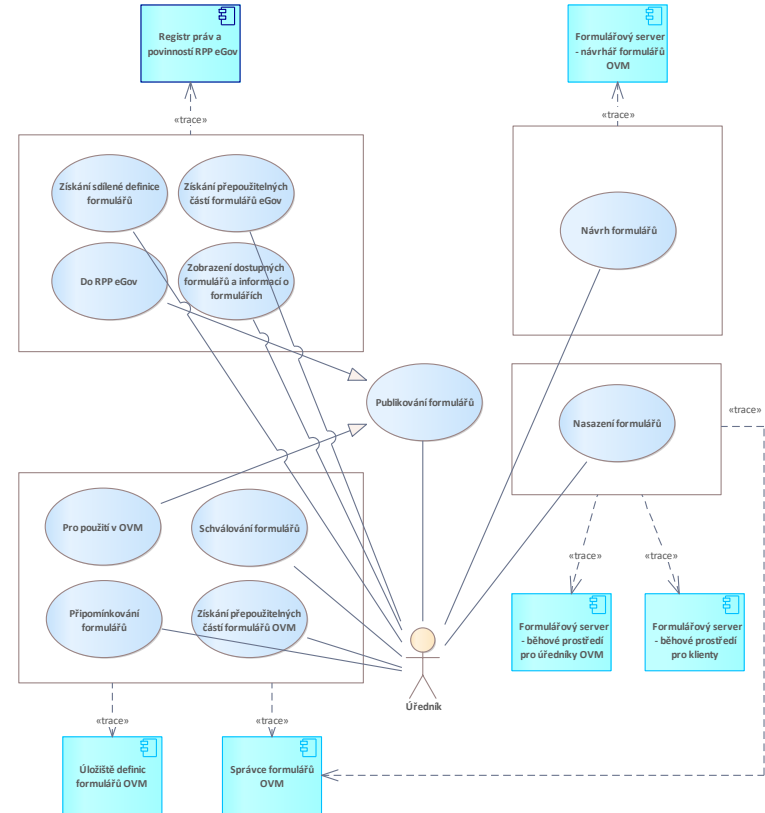 Registr práv a
povinností RPP eGov
Formulářový server
- návrhář formulářů
OVM
«trace»
«trace»
Získání sdílené definice
formulářů
Získání přepoužitelných
částí formulářů eGov
Návrh formulářů
Do RPP eGov
Zobrazení dostupných
formulářů a informací o
formulářích
Publikování formulářů
Nasazení formulářů
«trace»
Pro použití v OVM
Schválování formulářů
«trace»
«trace»
Připomínkování
formulářů
Získání přepoužitelných
částí formulářů OVM
Formulářový server
- běhové prostředí
pro úředníky OVM
Formulářový server
- běhové prostředí
pro klienty
Úředník
«trace»
«trace»
Úložiště definic
formulářů OVM
Správce formulářů
OVM